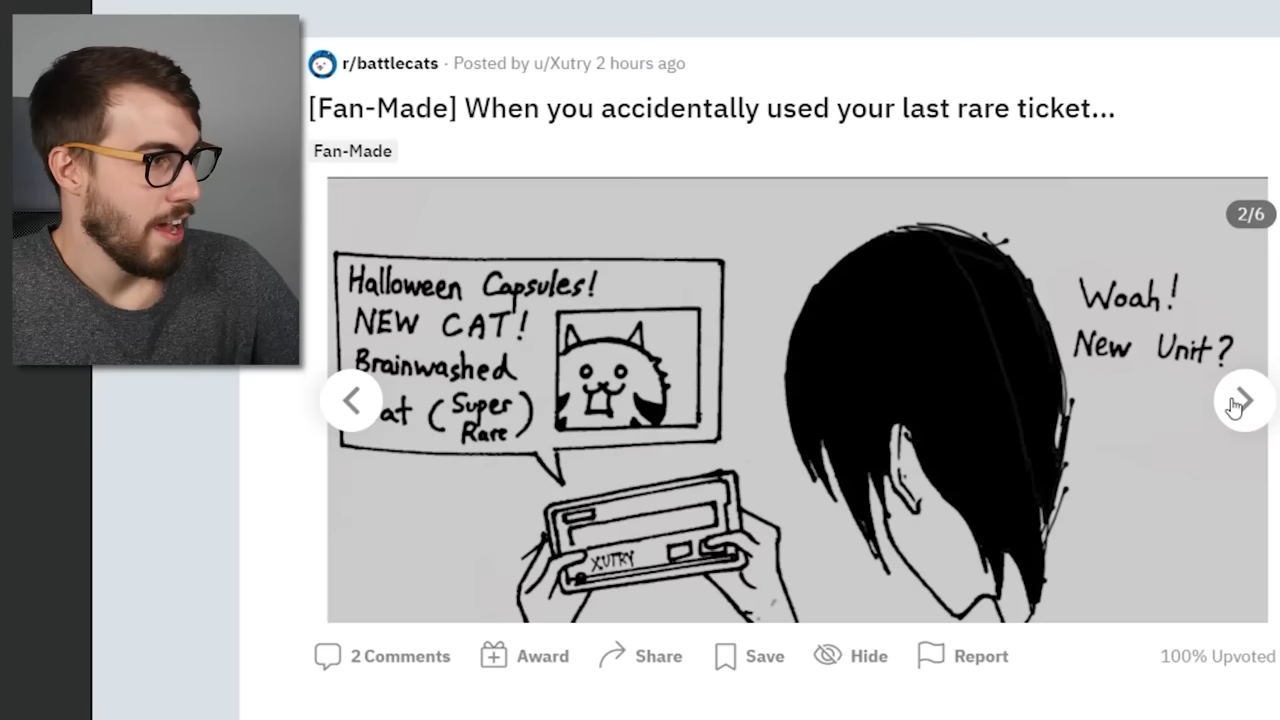 r/battlecats · Posted by u/Xutry 2 hours ago
[Fan-Made] When you accidentally used your last rare ticket...
Fan-Made
2/6
Halloween Capsules!
NEW CAT!
Brainwashed
at (Super Rare)
Woah!
New Unit?
XUTRY
2 Comments
Award
Share
Save
Hide
Report
100% Upvoted